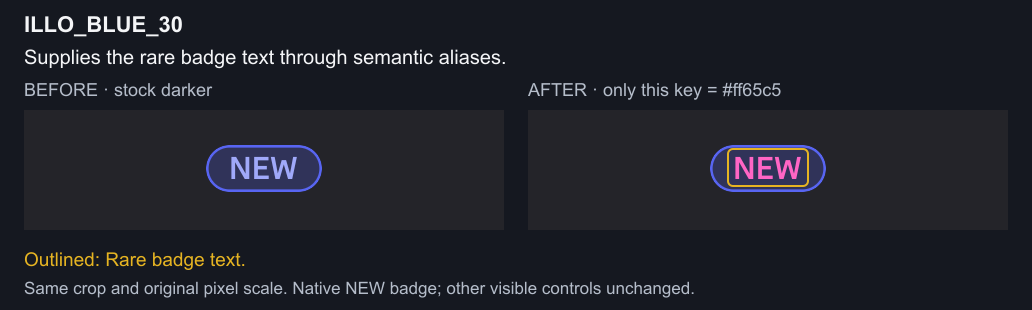 ILLO_BLUE_30
Supplies the rare badge text through semantic aliases.
BEFORE · stock darker
AFTER · only this key = #ff65c5
NEW
NEW
Outlined: Rare badge text.
Same crop and original pixel scale. Native NEW badge; other visible controls unchanged.